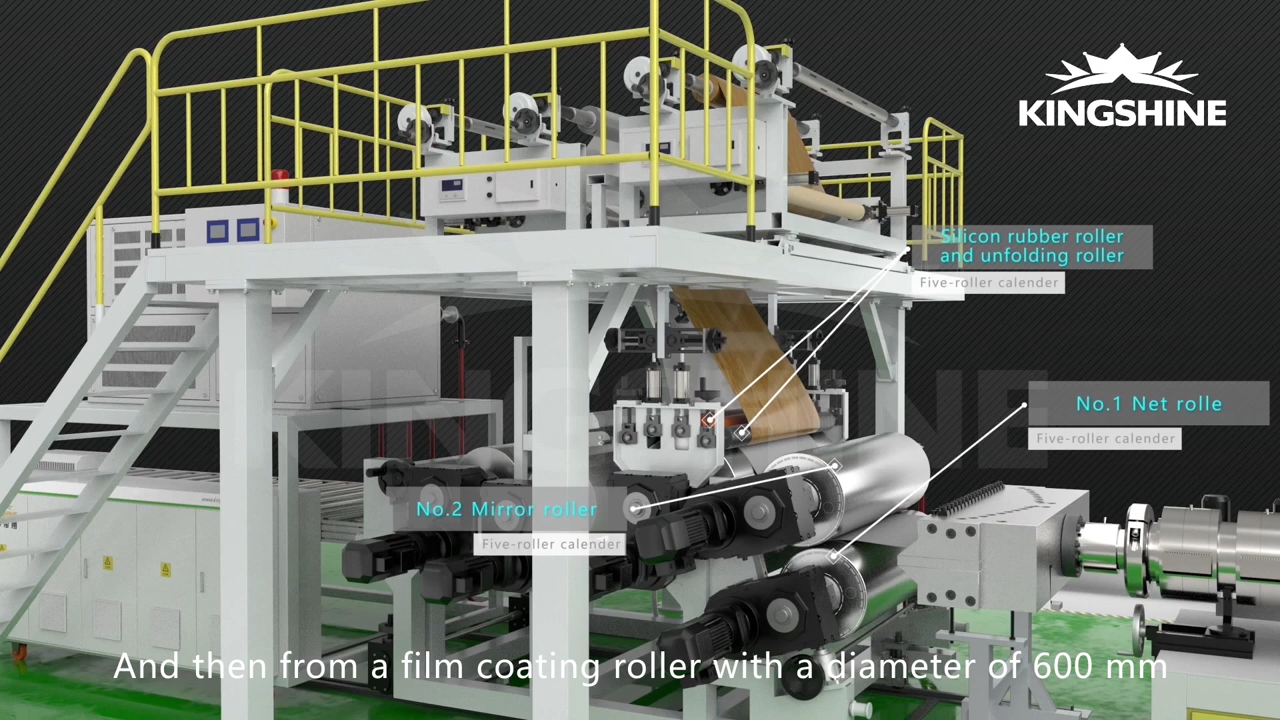 KINGSHINE
Silicon rubber roller
and unfolding roller
Five-roller calender
KINGSHINE
No.1 Net rolle
Five-roller calender
No.2 Mirror roller
Five-roller calender
And then from a film coating roller with a diameter of 600 mm